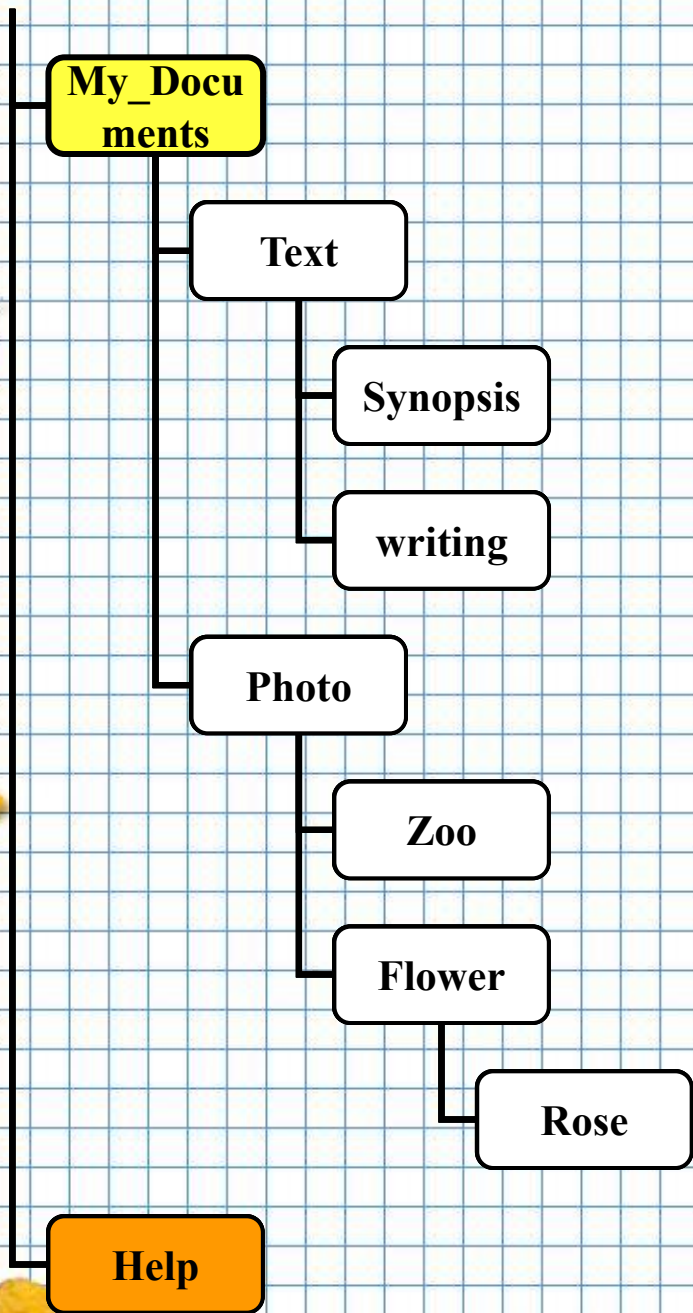 My_Docu
ments
Text
Synopsis
writing
Photo
Zoo
Flower
Rose
Help